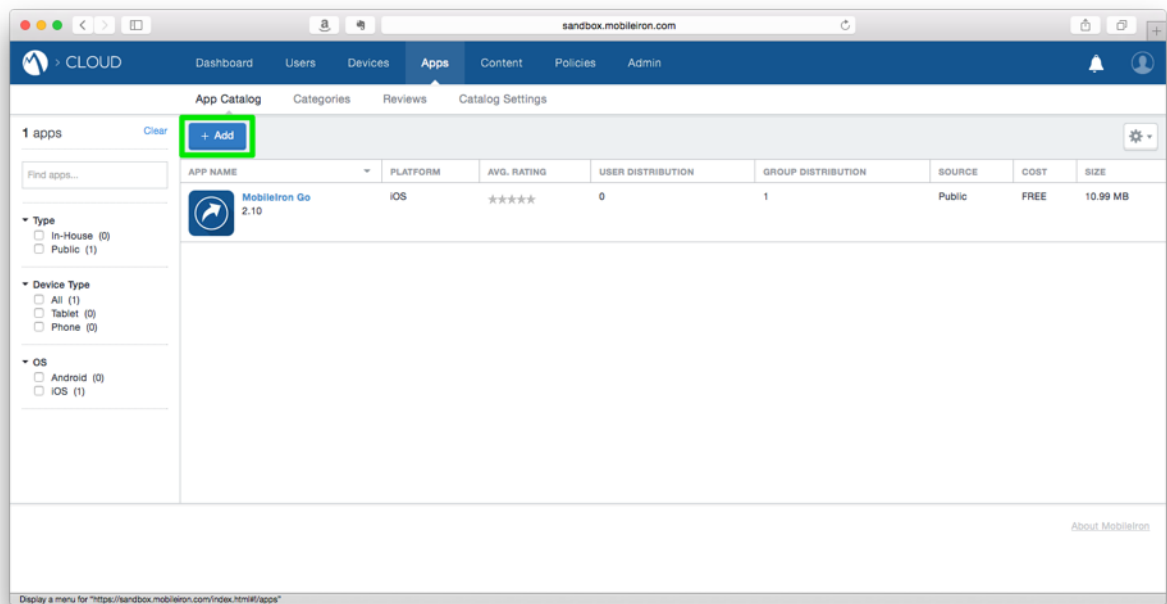 sandbox.mobileiron.com
> CLOUD
Dashboard Users Devices Apps Content Policies Admin
App Catalog Categories Reviews Catalog Settings
1 apps Clear
+ Add
Find apps...
APP NAME PLATFORM AVG. RATING USER DISTRIBUTION GROUP DISTRIBUTION SOURCE COST SIZE
MobileIron Go iOS 0 1 Public FREE 10.99 MB
2.10
Type
In-House (0)
Public (1)
Device Type
All (1)
Tablet (0)
Phone (0)
OS
Android (0)
iOS (1)
About MobileIron
Display a menu for "https://sandbox.mobileiron.com/index.html#!/apps"